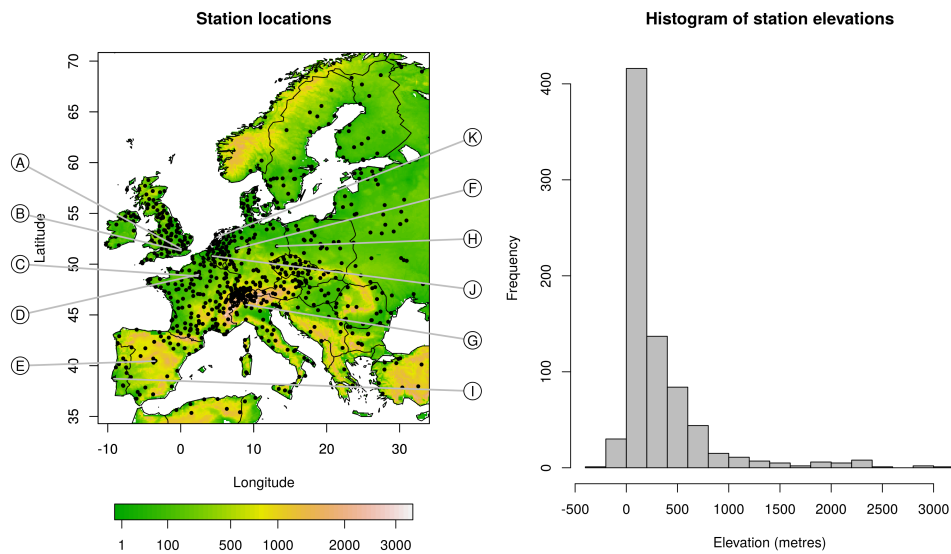 Station locations
70
65
60
55
50
45
40
35
Latitude
-10 0 10 20 30
Longitude
A
B
C
D
E
K
F
H
J
G
I
1 100 500 1000 2000 3000
Histogram of station elevations
400
300
200
100
0
Frequency
-500 0 500 1000 1500 2000 2500 3000
Elevation (metres)